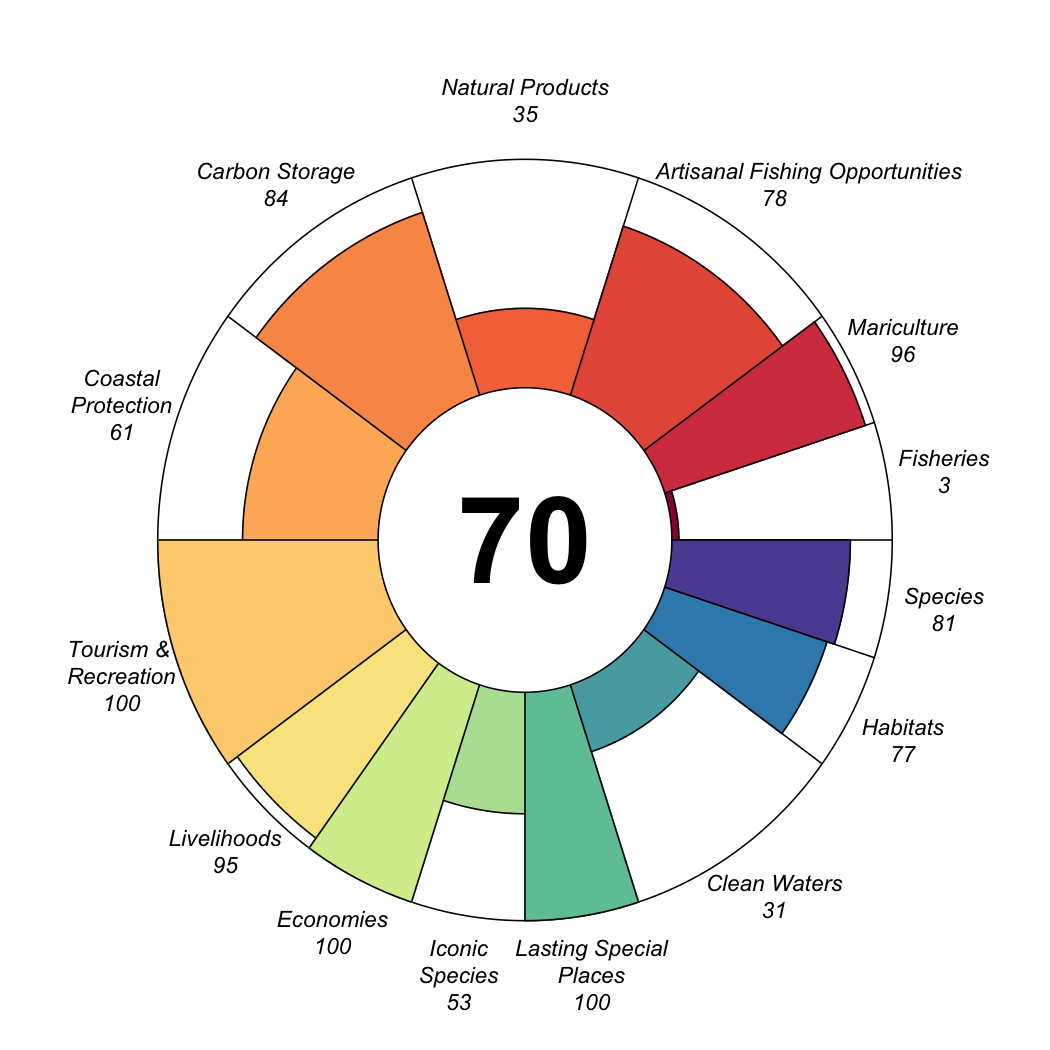 Natural Products
35
Artisanal Fishing Opportunities
78
Mariculture
96
Fisheries
3
Species
81
Habitats
77
Clean Waters
31
Lasting Special
Places
100
Iconic
Species
53
Economies
100
Livelihoods
95
Tourism &
Recreation
100
Coastal
Protection
61
Carbon Storage
84
70